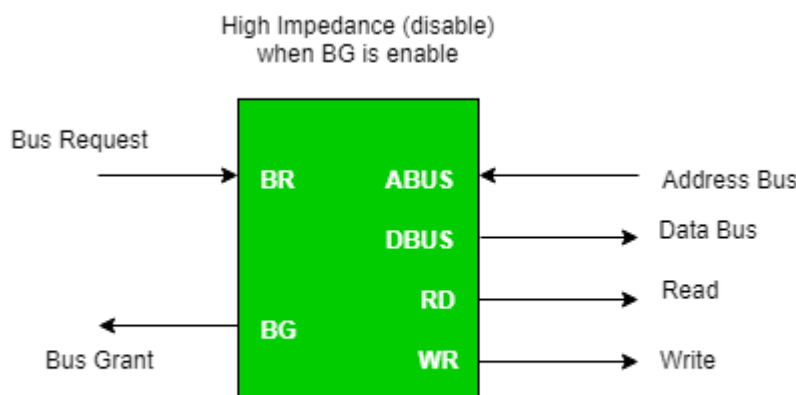 High Impedance (disable)
when BG is enable
Bus Request
BR
ABUS
Address Bus
DBUS
Data Bus
RD
Read
BG
Bus Grant
WR
Write